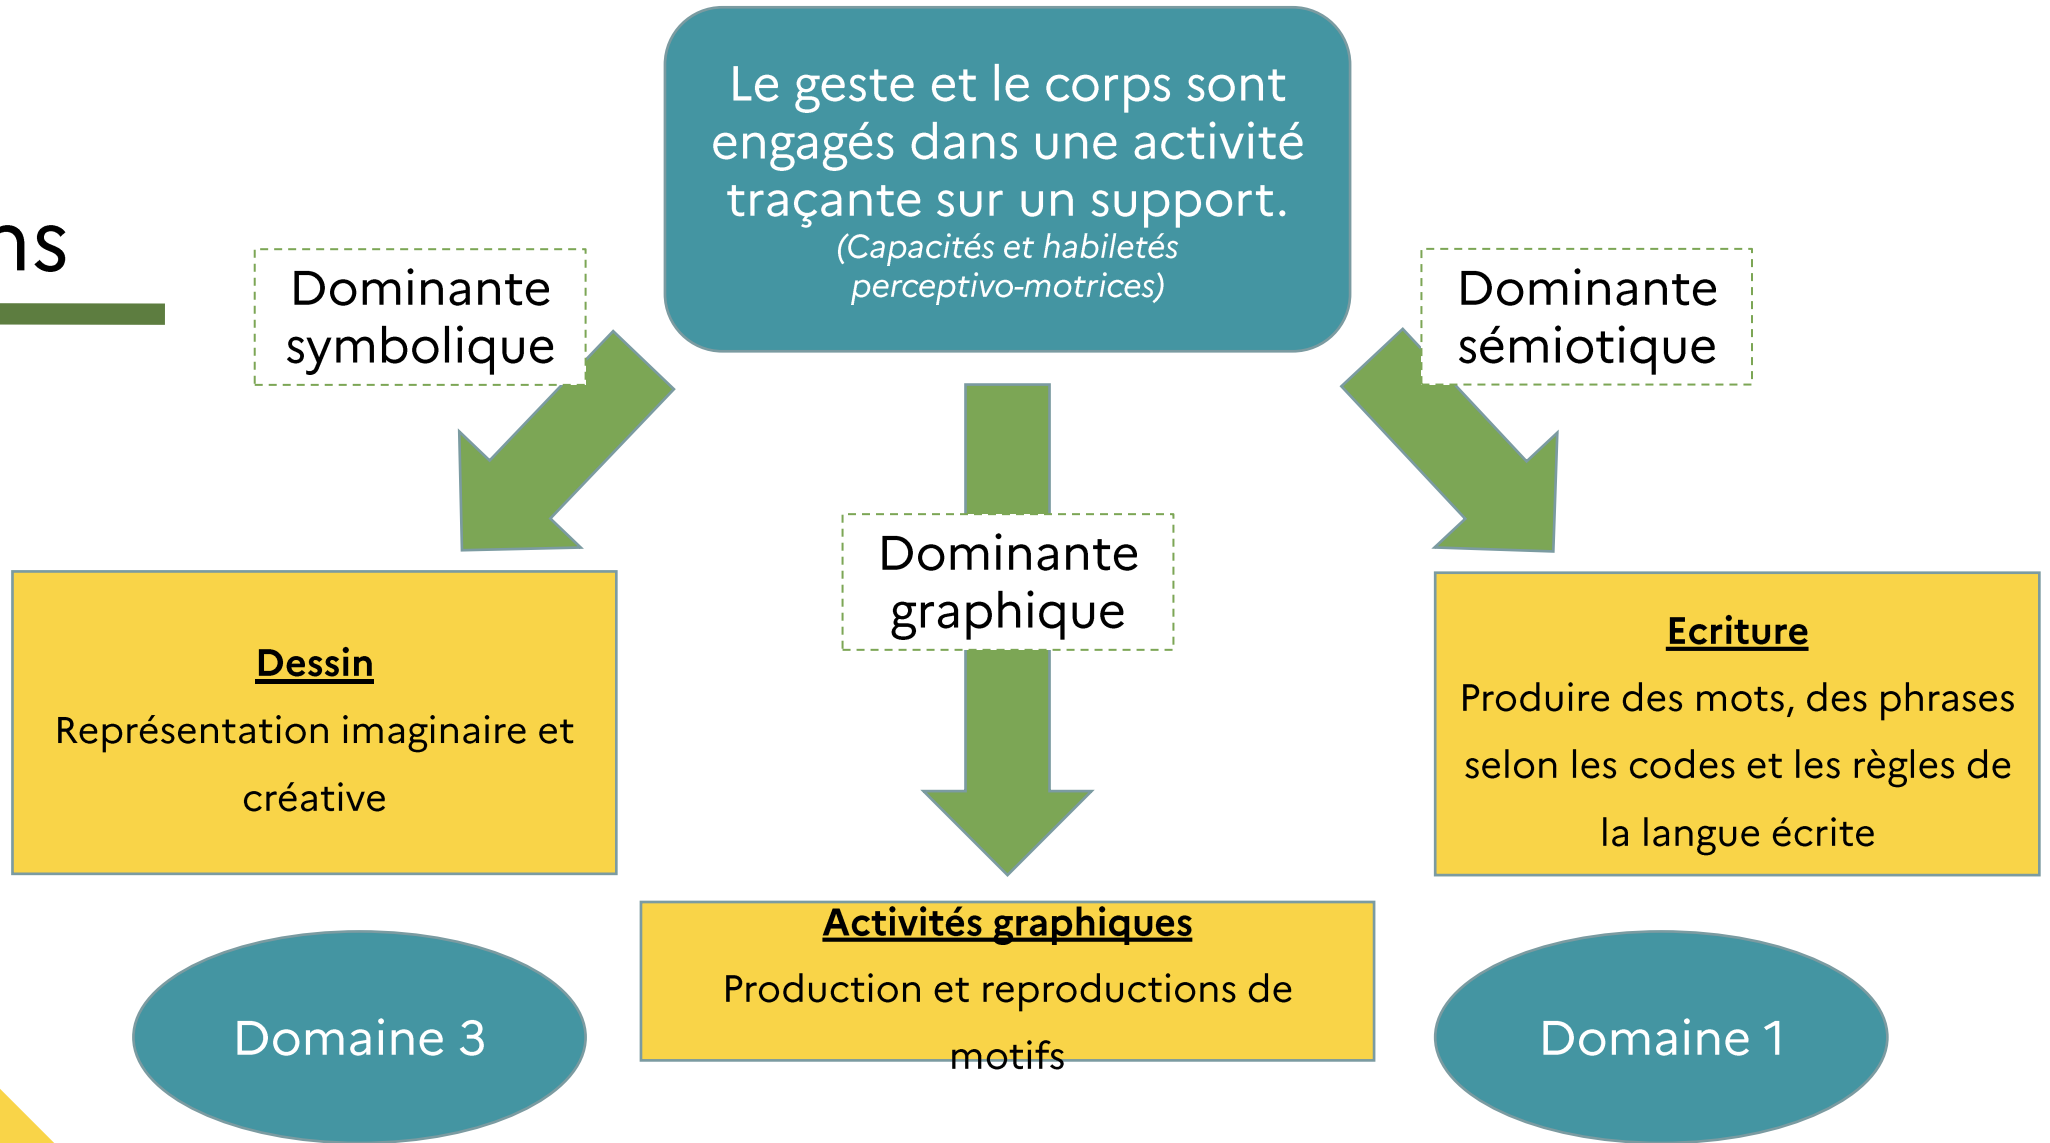 Le geste et le corps sont
engagés dans une activité
traçante sur un support.
(Capacités et habiletés
perceptivo-motrices)
ns
Dominante
symbolique
Dominante
sémiotique
Dominante
graphique
Dessin
Représentation imaginaire et
créative
Ecriture
Produire des mots, des phrases
selon les codes et les règles de
la langue écrite
Activités graphiques
Production et reproductions de
motifs
Domaine 3
Domaine 1